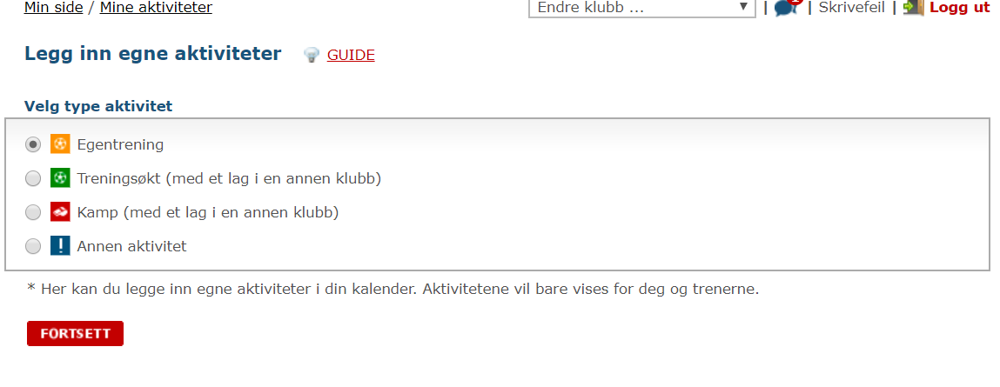 Min side / Mine aktiviteter
Endre klubb ... ▼ | | Skrivefeil | Logg ut
Legg inn egne aktiviteter GUIDE
Velg type aktivitet
Egentrening
Treningsøkt (med et lag i en annen klubb)
Kamp (med et lag i en annen klubb)
! Annen aktivitet
* Her kan du legge inn egne aktiviteter i din kalender. Aktivitetene vil bare vises for deg og trenerne.
FORTSETT